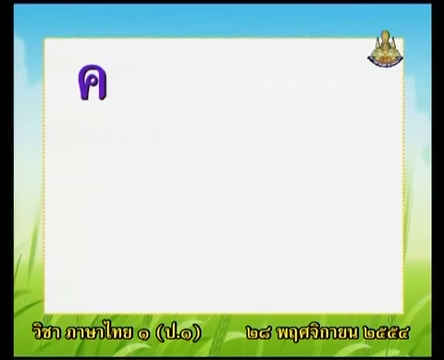 ค
วิชา ภาษาไทย ๑ (ป.๑) ๒๘ พฤศจิกายน ๒๕๕๔